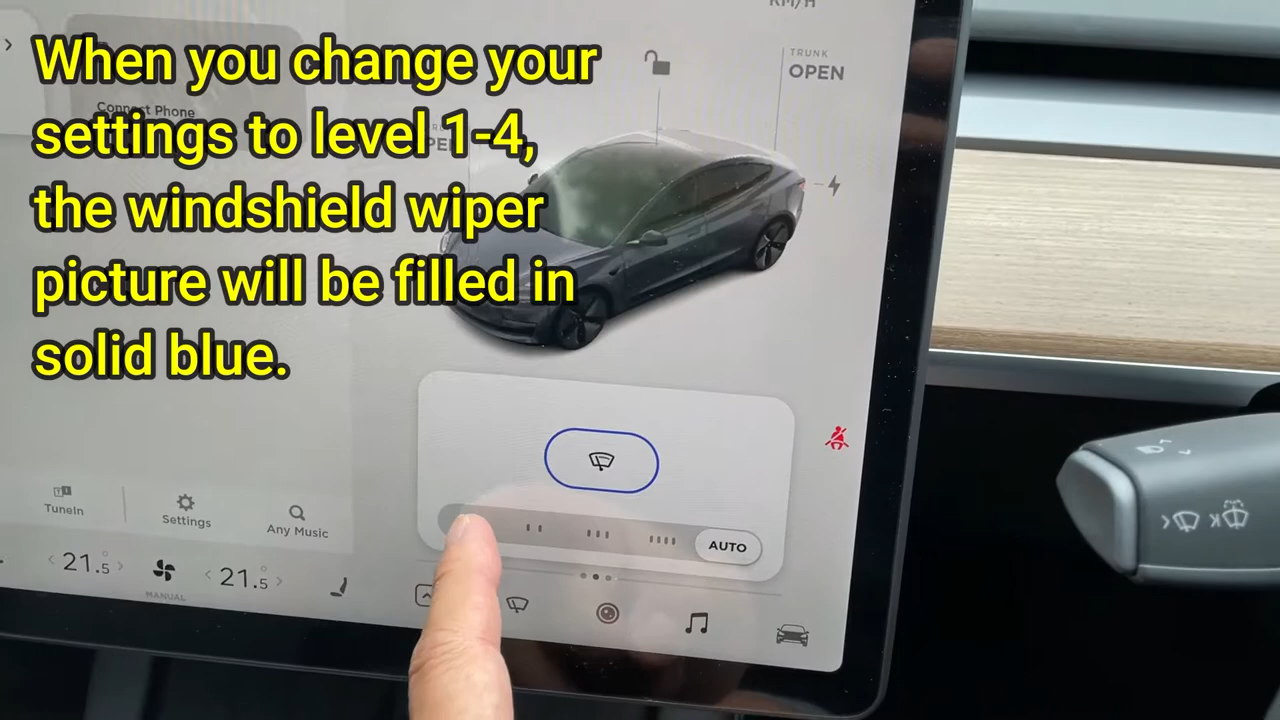 When you change your
settings to level 1-4,
the windshield wiper
picture will be filled in
solid blue.
KM/H
TRUNK
OPEN
Connect Phone
TuneIn
Settings
Any Music
AUTO
21.5
21.5
MANUAL